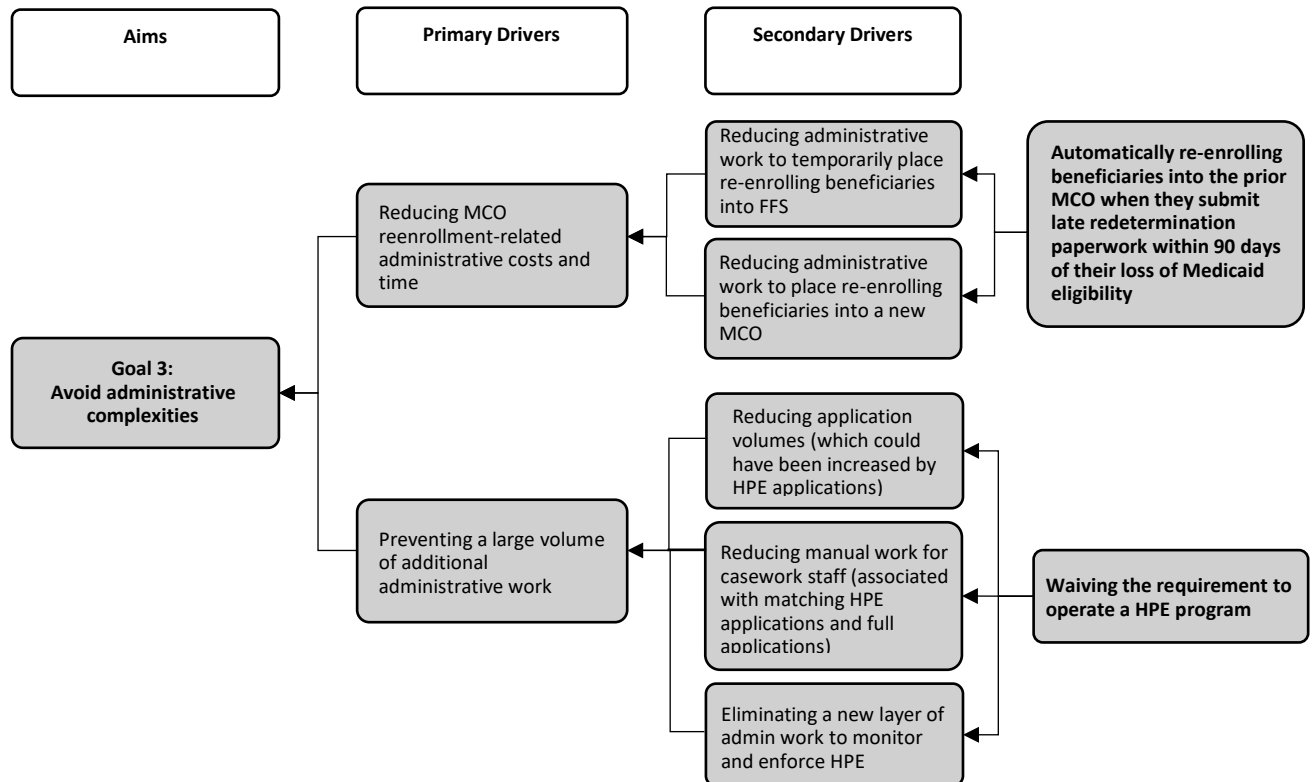 Aims
Primary Drivers
Secondary Drivers
Reducing administrative
work to temporarily place
re-enrolling beneficiaries
into FFS
Automatically re-enrolling
beneficiaries into the prior
MCO when they submit
late redetermination
paperwork within 90 days
of their loss of Medicaid
eligibility
Reducing MCO
reenrollment-related
administrative costs and
time
Reducing administrative
work to place re-enrolling
beneficiaries into a new
MCO
Goal 3:
Avoid administrative
complexities
Reducing application
volumes (which could
have been increased by
HPE applications)
Preventing a large volume
of additional
administrative work
Reducing manual work for
casework staff (associated
with matching HPE
applications and full
applications)
Waiving the requirement to
operate a HPE program
Eliminating a new layer of
admin work to monitor
and enforce HPE